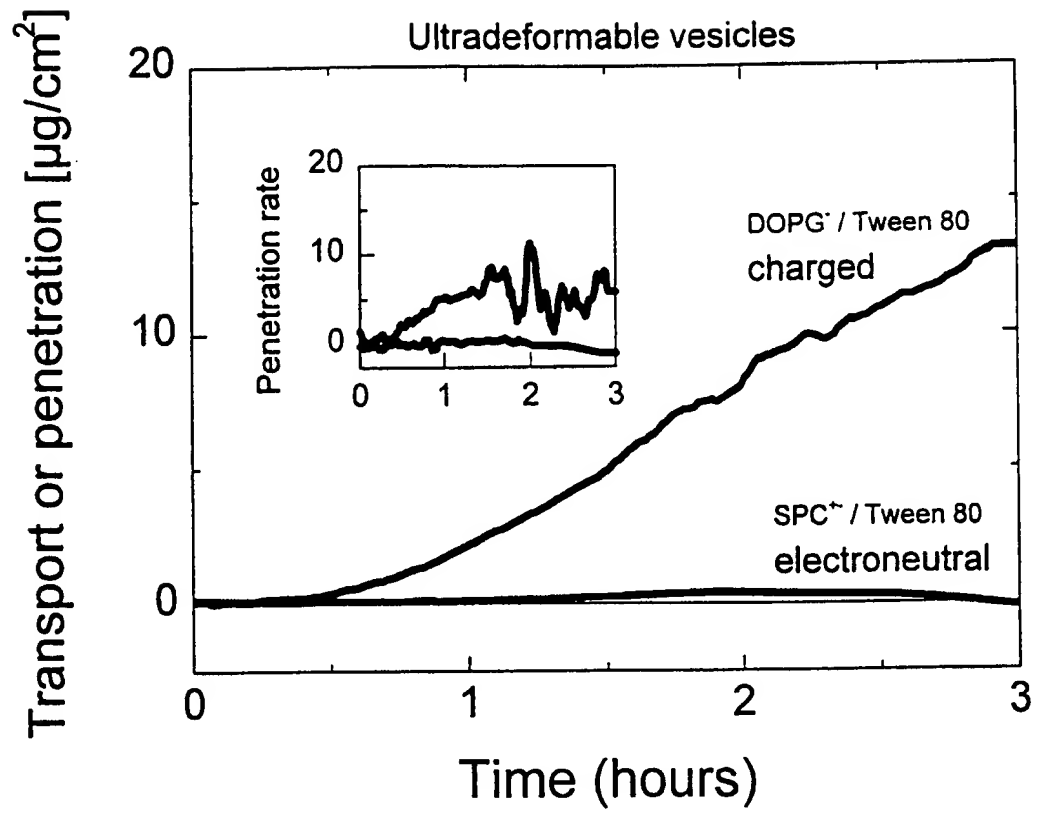 Ultradeformable vesicles
Transport or penetration [µg/cm²]
20
10
0
Penetration rate
20
10
0
0 1 2 3
DOPG⁻ / Tween 80
charged
SPC⁺⁻ / Tween 80
electroneutral
0 1 2 3
Time (hours)